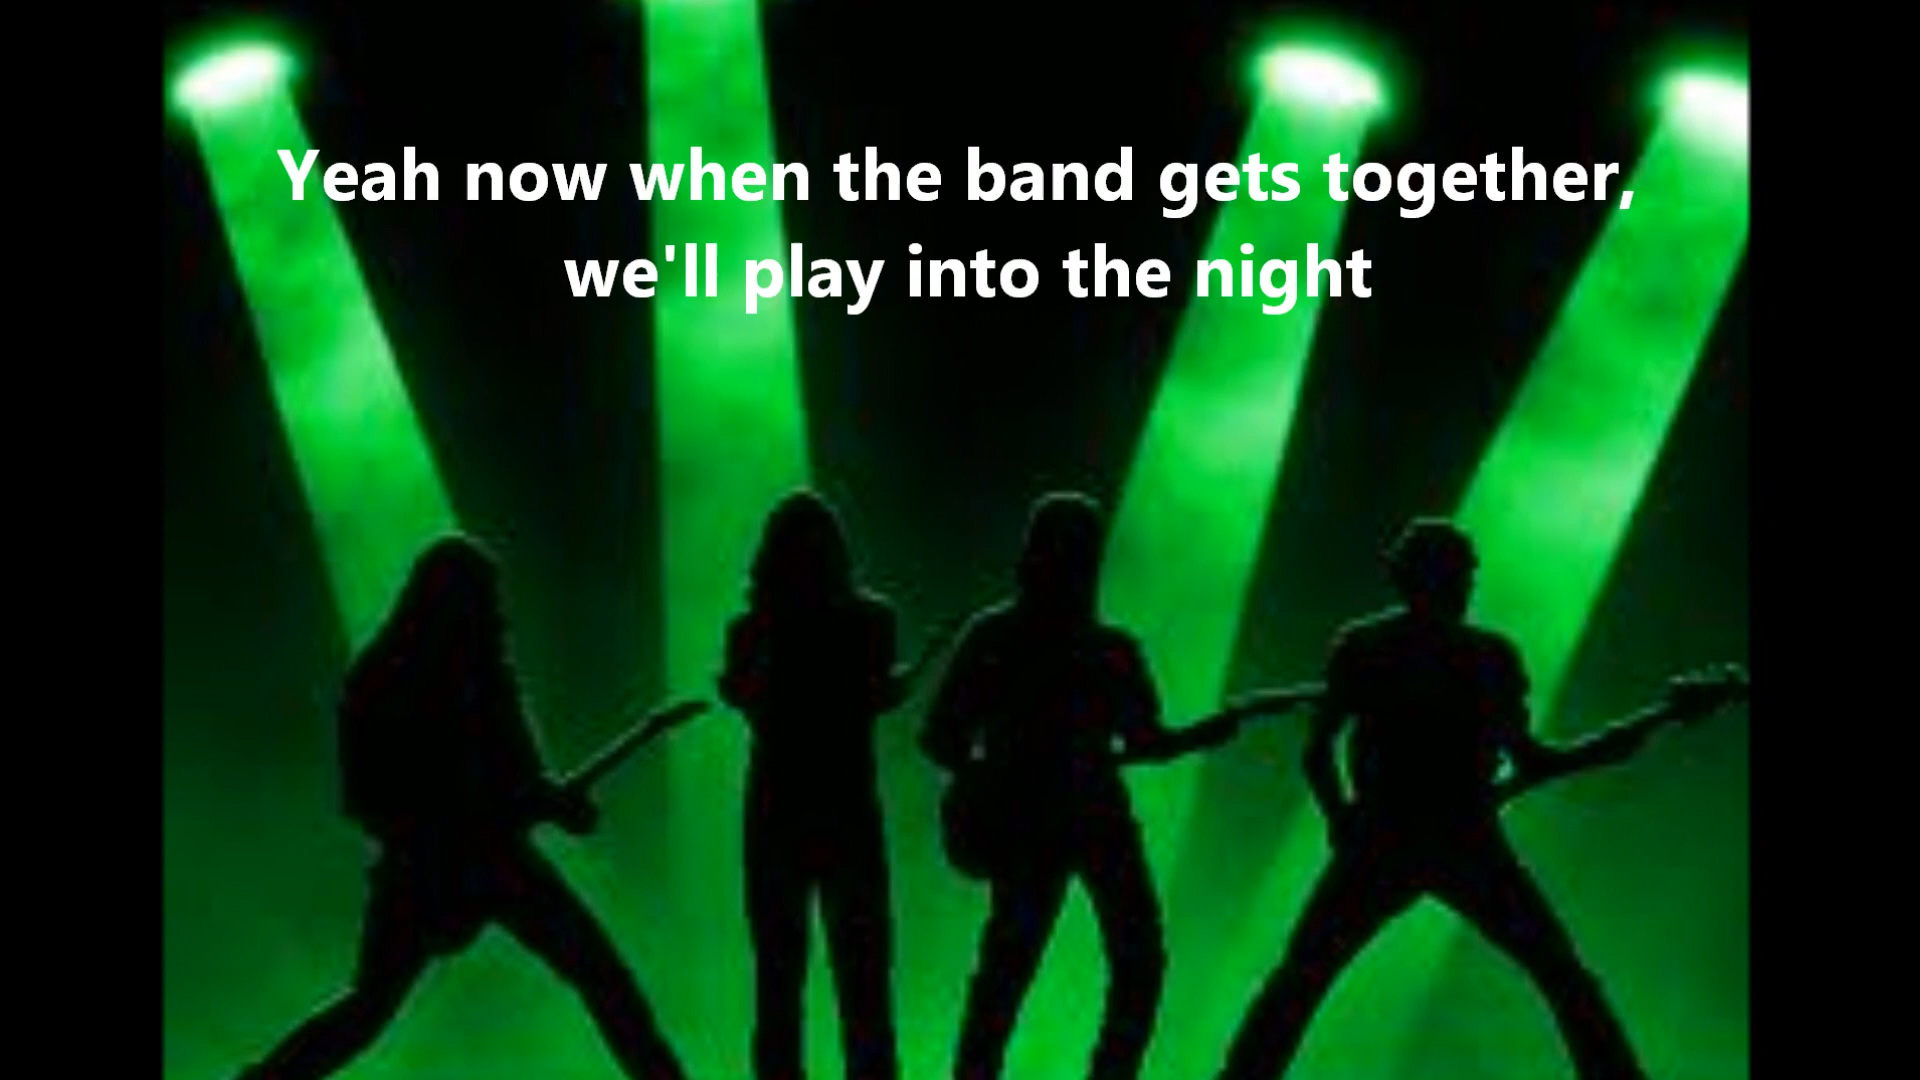 Yeah now when the band gets together,
we'll play into the night